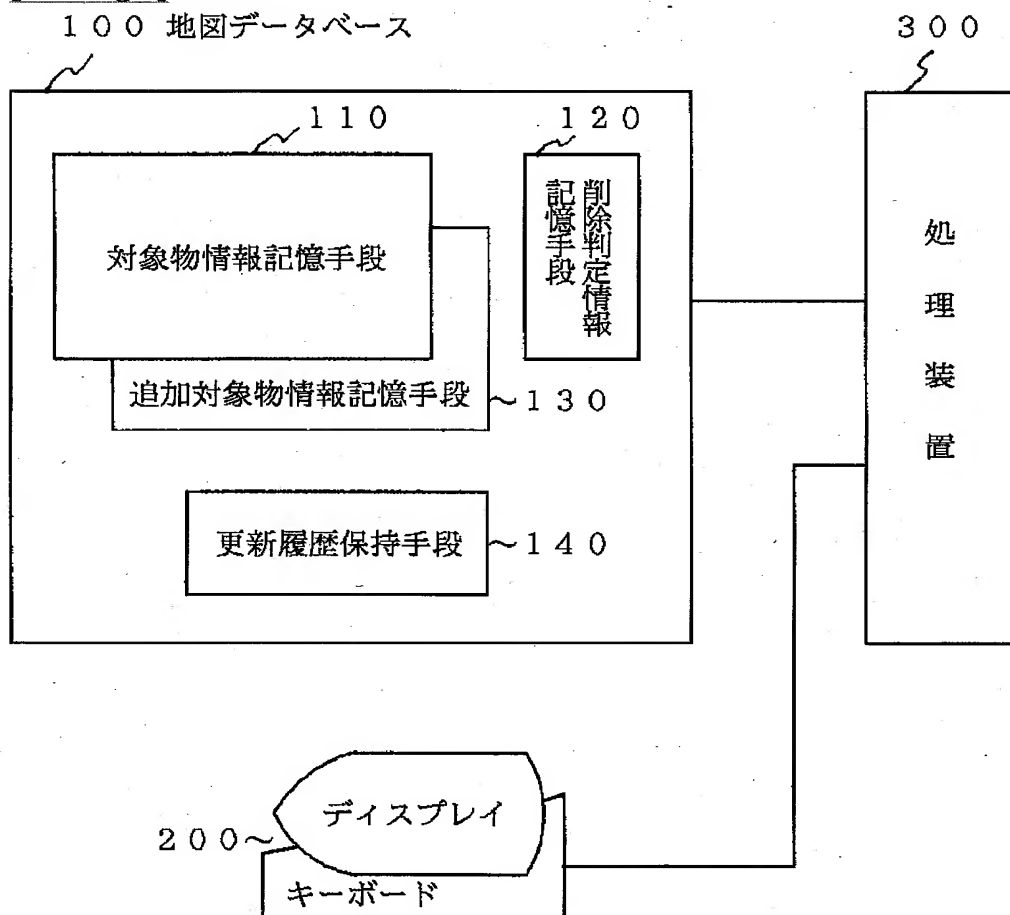 １００ 地図データベース
３００
１１０
１２０
対象物情報記憶手段
削除判定情報
記憶手段
処理装置
追加対象物情報記憶手段
～１３０
更新履歴保持手段
～１４０
ディスプレイ
２００～
キーボード